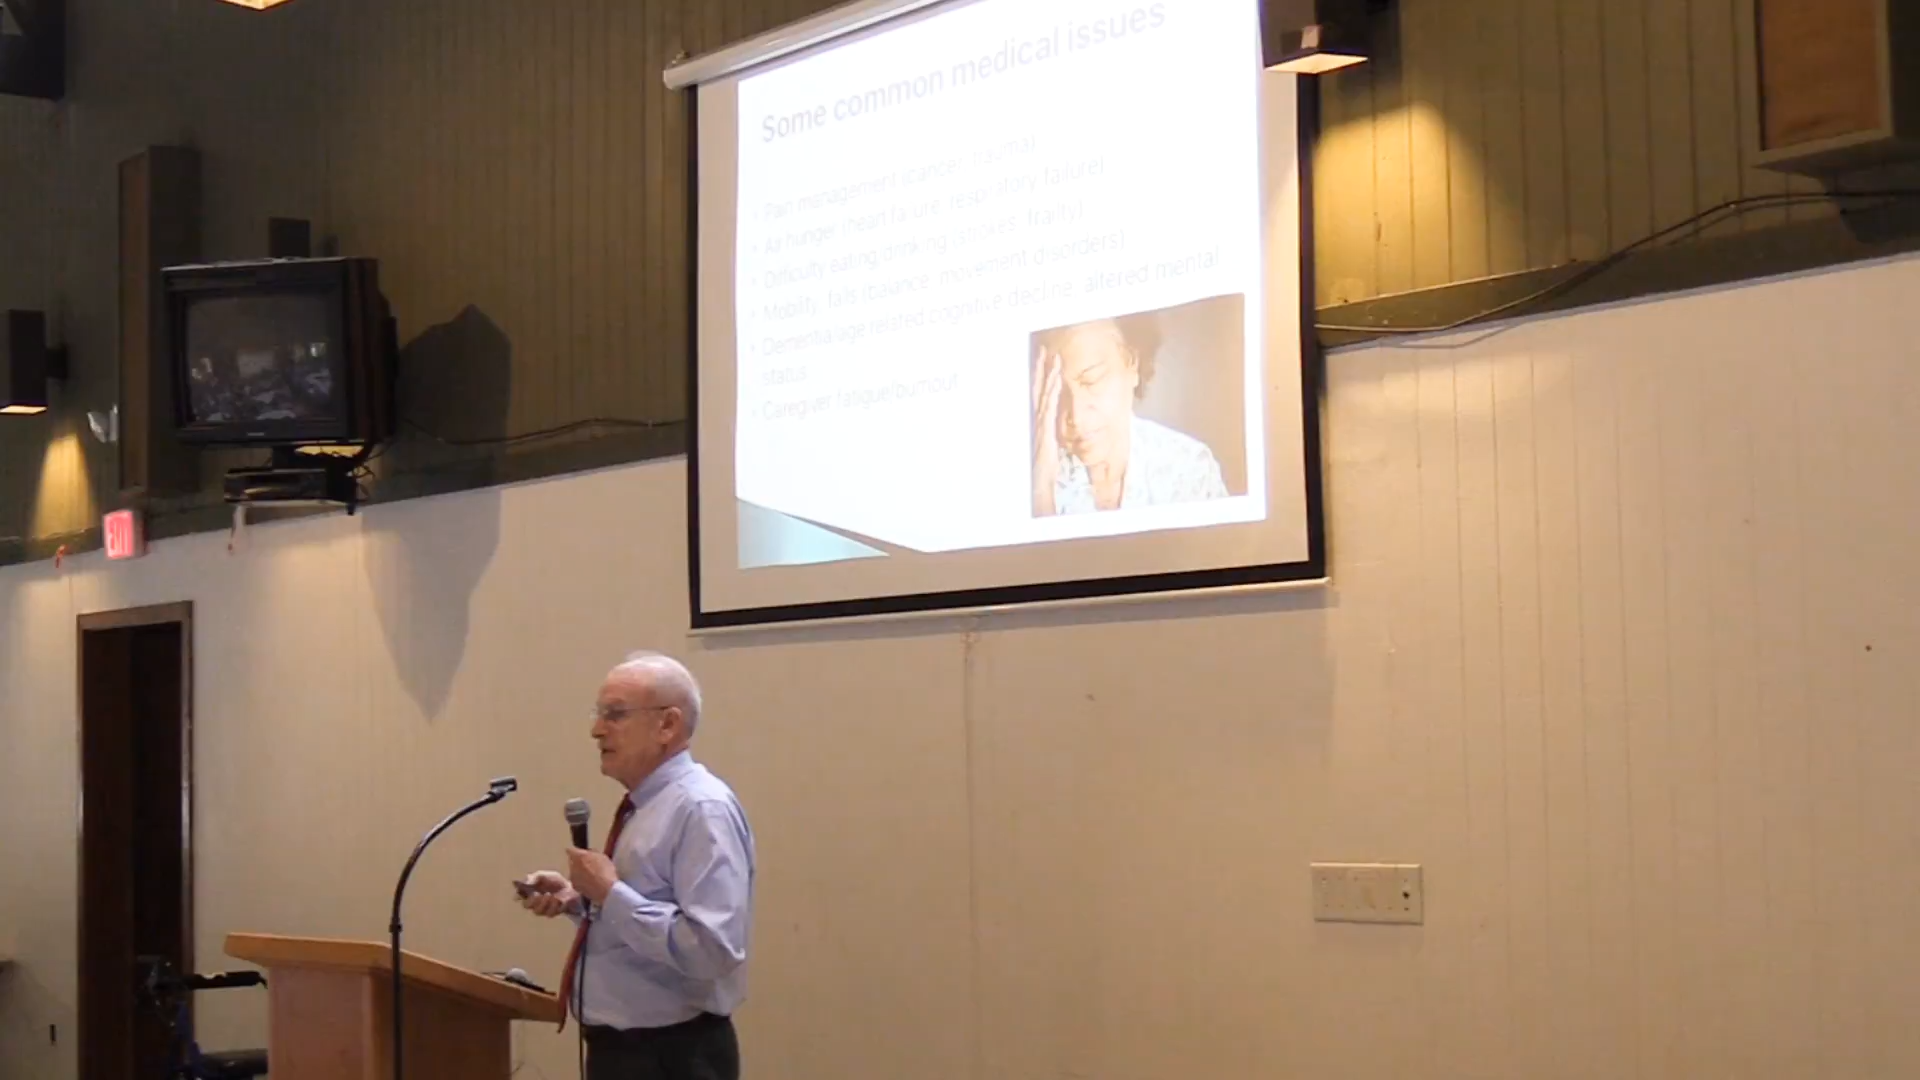 Some common medical issues
• Pain management (cancer, trauma)
• Air hunger (heart failure, respiratory failure)
• Difficulty eating/drinking (strokes, frailty)
• Mobility, falls (balance, movement disorders)
• Dementia/age related cognitive decline, altered mental
status
• Caregiver fatigue/burnout
EXIT